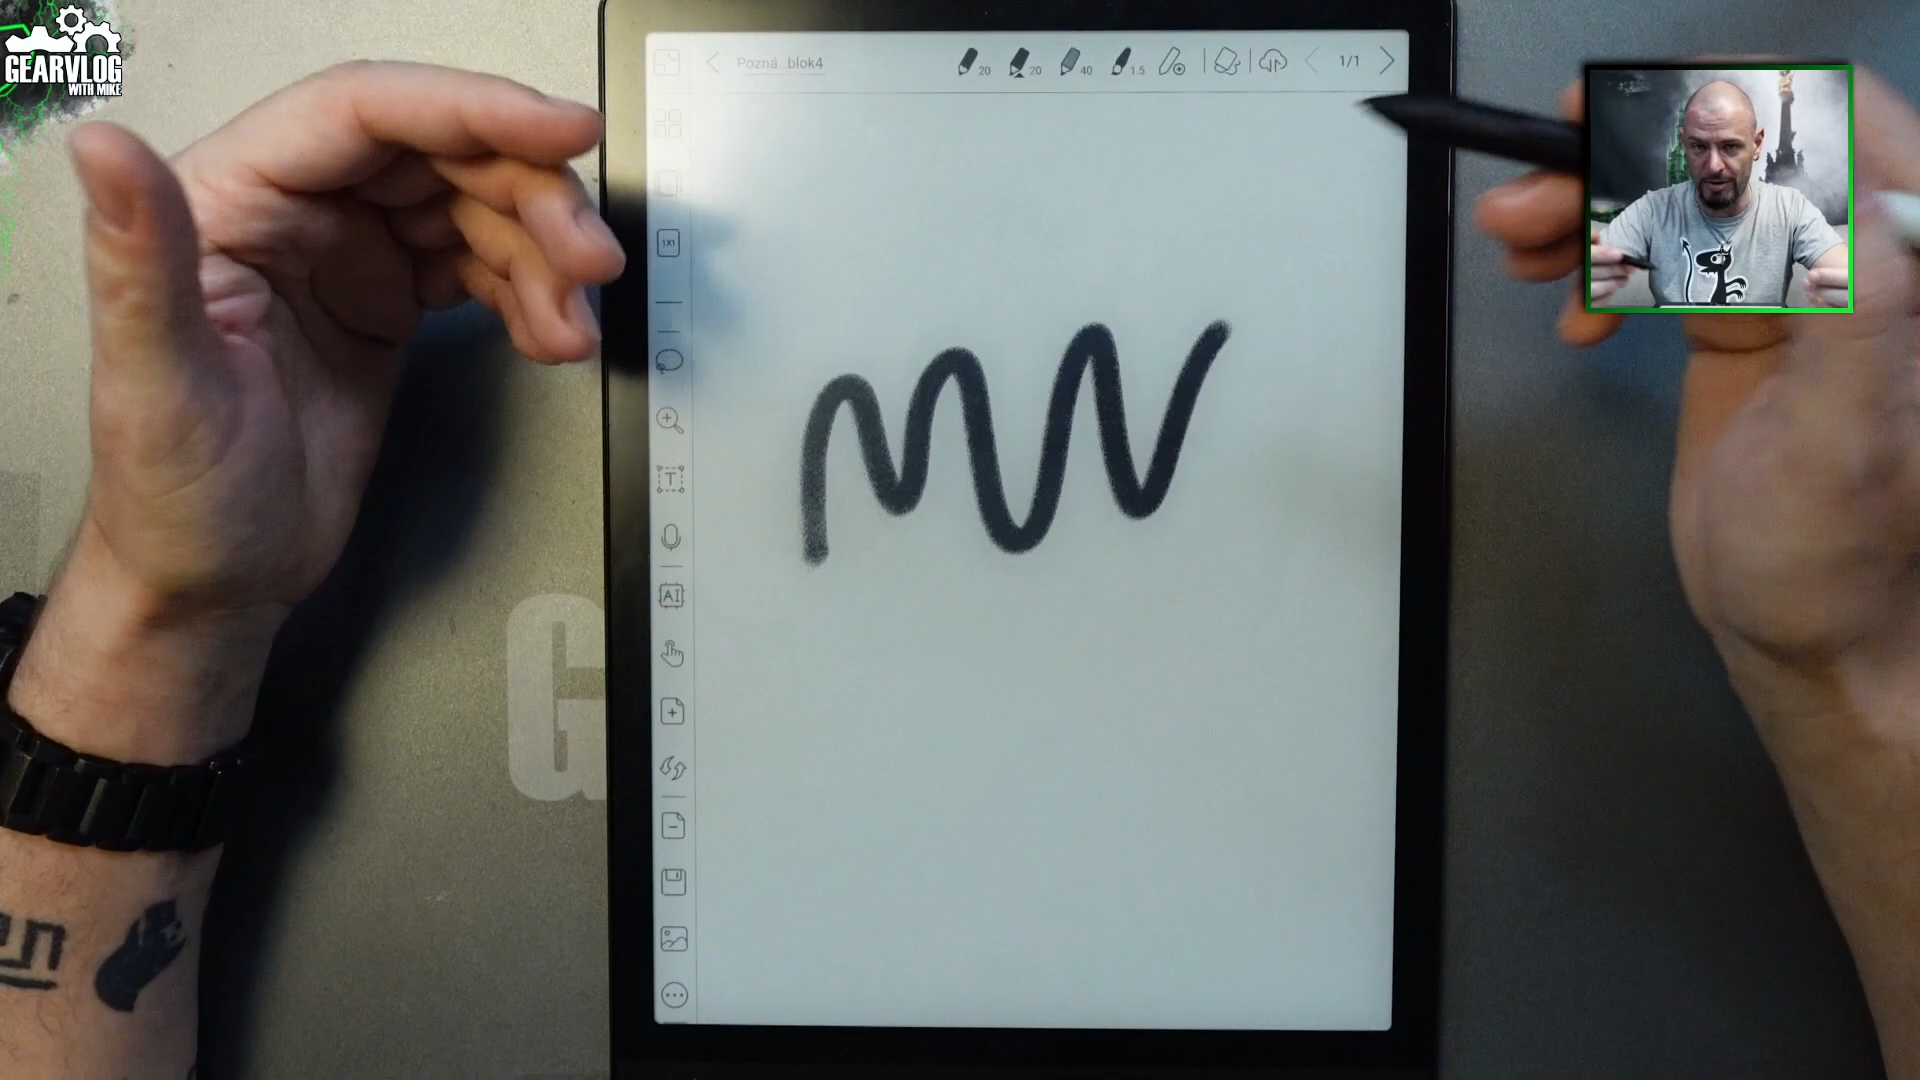 GEARVLOG
WITH MIKE
Pozná...blok4
20
20
40
1.5
1/1
1X1
T
AI
G